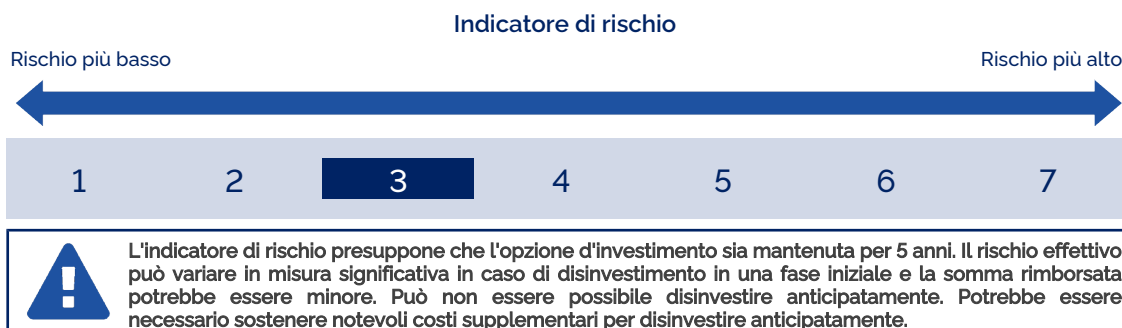 Indicatore di rischio
Rischio più basso
Rischio più alto
1 2 3 4 5 6 7
L'indicatore di rischio presuppone che l'opzione d'investimento sia mantenuta per 5 anni. Il rischio effettivo
può variare in misura significativa in caso di disinvestimento in una fase iniziale e la somma rimborsata
potrebbe essere minore. Può non essere possibile disinvestire anticipatamente. Potrebbe essere
necessario sostenere notevoli costi supplementari per disinvestire anticipatamente.